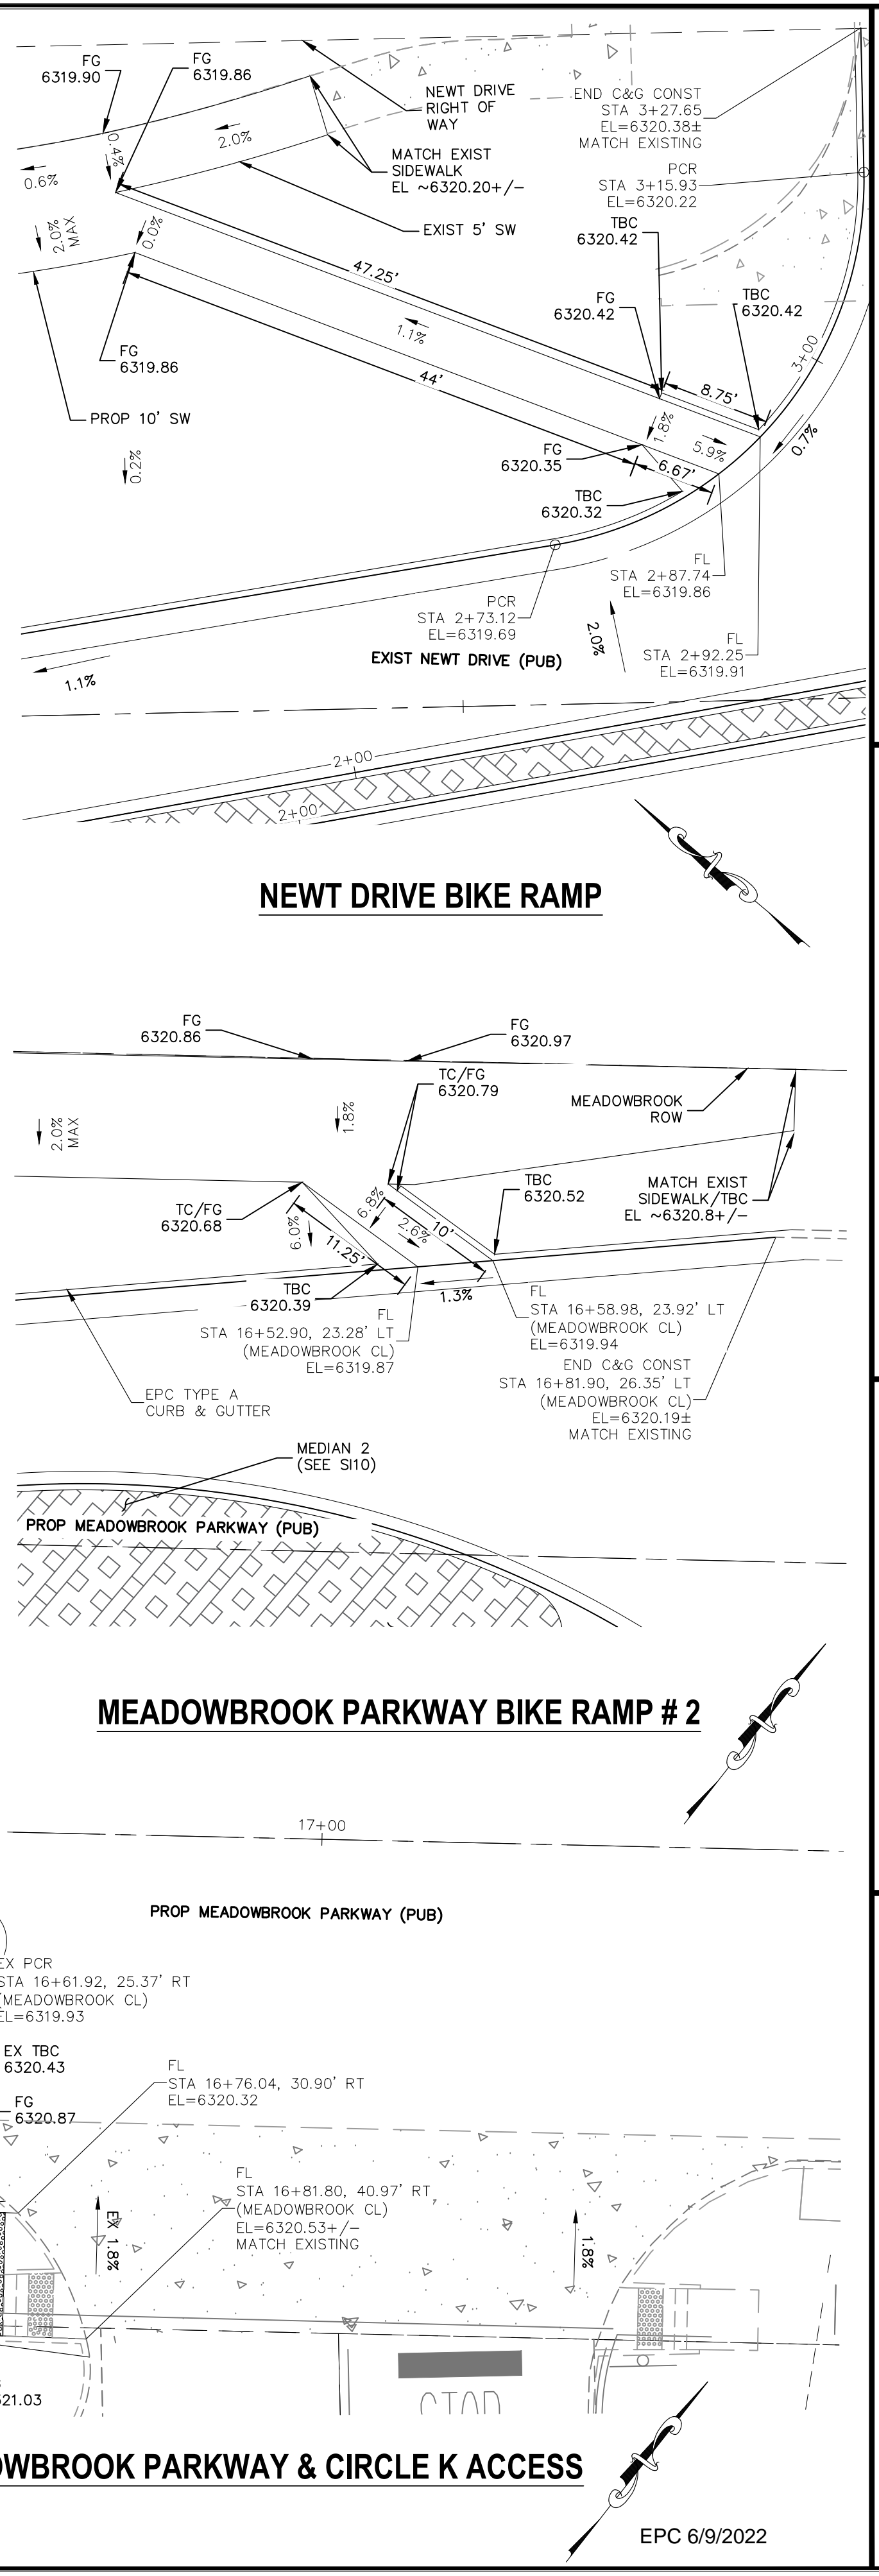 FG
6319.90
FG
6319.86
NEWT DRIVE
RIGHT OF
WAY
END C&G CONST
STA 3+27.65
EL=6320.38±
MATCH EXISTING
0.4%
2.0%
0.6%
MATCH EXIST
SIDEWALK
EL ~6320.20+/-
PCR
STA 3+15.93
EL=6320.22
2.0%
MAX
0.0%
EXIST 5' SW
TBC
6320.42
47.25'
FG
6320.42
TBC
6320.42
1.1%
3+00
FG
6319.86
44'
8.75'
PROP 10' SW
1.8%
5.9%
0.7%
0.2%
FG
6320.35
6.67'
TBC
6320.32
FL
STA 2+87.74
EL=6319.86
PCR
STA 2+73.12
EL=6319.69
2.0%
FL
STA 2+92.25
EL=6319.91
EXIST NEWT DRIVE (PUB)
1.1%
2+00
2+00
NEWT DRIVE BIKE RAMP
FG
6320.86
FG
6320.97
TC/FG
6320.79
MEADOWBROOK
ROW
2.0%
MAX
1.8%
TBC
6320.52
MATCH EXIST
SIDEWALK/TBC
EL ~6320.8+/-
TC/FG
6320.68
6.8%
6.0%
2.6%
10'
11.25'
TBC
6320.39
1.3%
FL
STA 16+52.90, 23.28' LT
(MEADOWBROOK CL)
EL=6319.87
FL
STA 16+58.98, 23.92' LT
(MEADOWBROOK CL)
EL=6319.94
END C&G CONST
STA 16+81.90, 26.35' LT
(MEADOWBROOK CL)
EL=6320.19±
MATCH EXISTING
EPC TYPE A
CURB & GUTTER
MEDIAN 2
(SEE SI10)
PROP MEADOWBROOK PARKWAY (PUB)
MEADOWBROOK PARKWAY BIKE RAMP # 2
17+00
PROP MEADOWBROOK PARKWAY (PUB)
EX PCR
STA 16+61.92, 25.37' RT
(MEADOWBROOK CL)
EL=6319.93
EX TBC
6320.43
FG
6320.87
FL
STA 16+76.04, 30.90' RT
EL=6320.32
FL
STA 16+81.80, 40.97' RT
(MEADOWBROOK CL)
EL=6320.53+/-
MATCH EXISTING
EX 1.8%
1.8%
21.03
STOP
OWBROOK PARKWAY & CIRCLE K ACCESS
EPC 6/9/2022